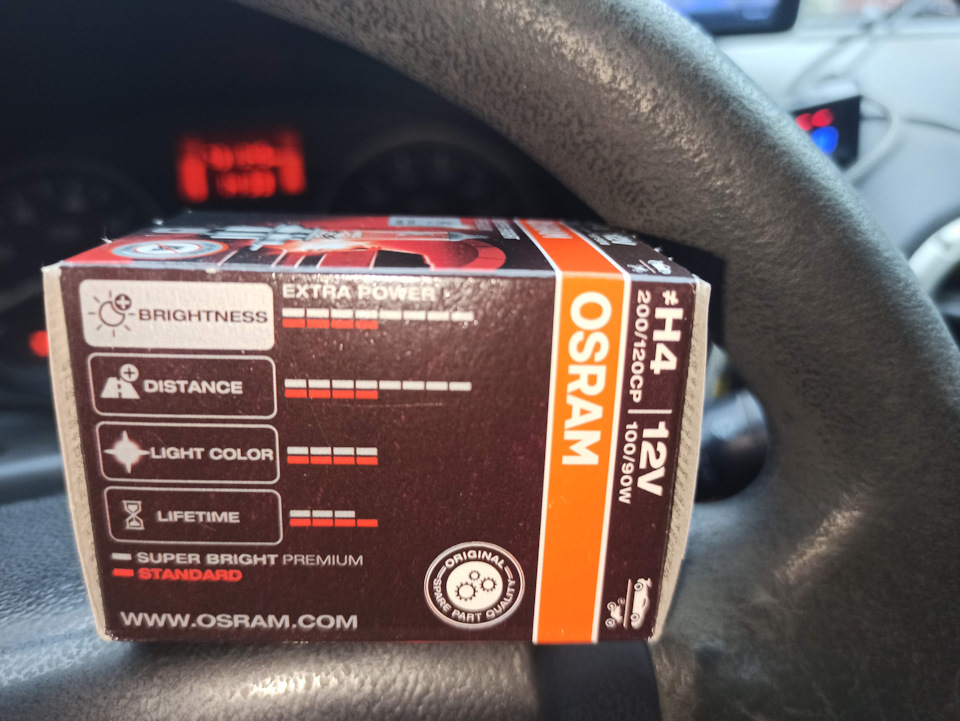 EXTRA POWER
BRIGHTNESS
DISTANCE
LIGHT COLOR
LIFETIME
SUPER BRIGHT PREMIUM
STANDARD
WWW.OSRAM.COM
ORIGINAL
SPARE PART QUALITY
OSRAM
≠H4 | 12V
200/120CP | 100/90W